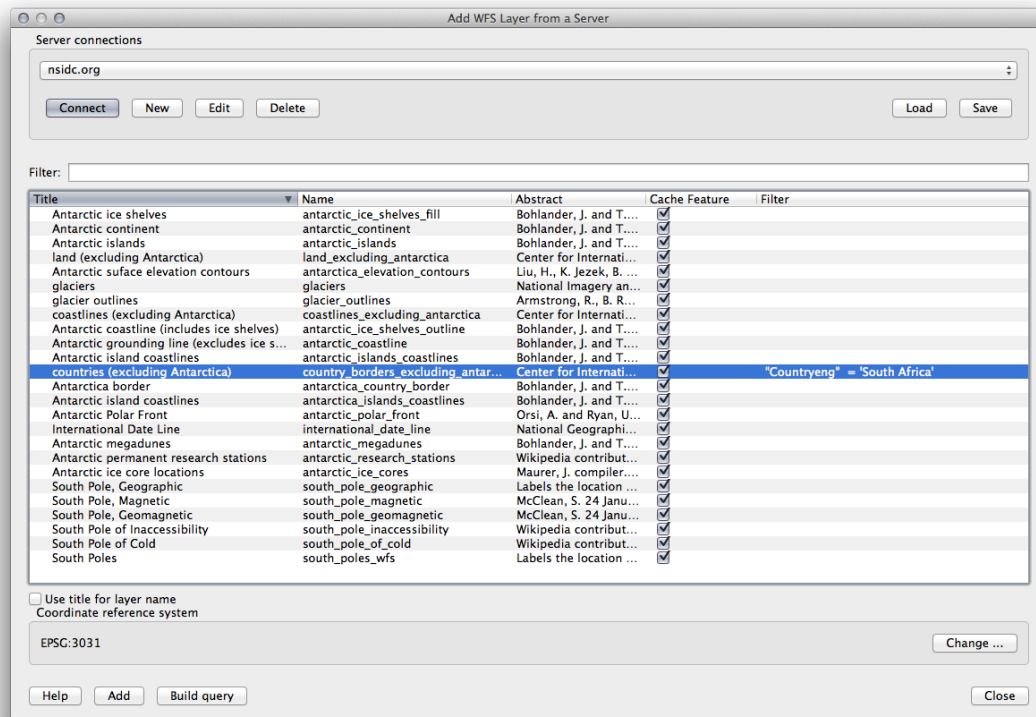 Add WFS Layer from a Server
Server connections
nsidc.org
Connect New Edit Delete Load Save
Filter:
Title Name Abstract Cache Feature Filter
Antarctic ice shelves antarctic_ice_shelves_fill Bohlander, J. and T....
Antarctic continent antarctic_continent Bohlander, J. and T....
Antarctic islands antarctic_islands Bohlander, J. and T....
land (excluding Antarctica) land_excluding_antarctica Center for Internati...
Antarctic suface elevation contours antarctica_elevation_contours Liu, H., K. Jezek, B. ...
glaciers glaciers National Imagery an...
glacier outlines glacier_outlines Armstrong, R., B. R...
coastlines (excluding Antarctica) coastlines_excluding_antarctica Center for Internati...
Antarctic coastline (includes ice shelves) antarctic_ice_shelves_outline Bohlander, J. and T....
Antarctic grounding line (excludes ice s... antarctic_coastline Bohlander, J. and T....
Antarctic island coastlines antarctic_islands_coastlines Bohlander, J. and T....
countries (excluding Antarctica) country_borders_excluding_antar... Center for Internati... "Countryeng" = 'South Africa'
Antarctica border antarctica_country_border Bohlander, J. and T....
Antarctic island coastlines antarctica_islands_coastlines Bohlander, J. and T....
Antarctic Polar Front antarctic_polar_front Orsi, A. and Ryan, U...
International Date Line international_date_line National Geographi...
Antarctic megadunes antarctic_megadunes Bohlander, J. and T....
Antarctic permanent research stations antarctic_research_stations Wikipedia contribut...
Antarctic ice core locations antarctic_ice_cores Maurer, J. compiler....
South Pole, Geographic south_pole_geographic Labels the location ...
South Pole, Magnetic south_pole_magnetic McClean, S. 24 Janu...
South Pole, Geomagnetic south_pole_geomagnetic McClean, S. 24 Janu...
South Pole of Inaccessibility south_pole_inaccessibility Wikipedia contribut...
South Pole of Cold south_pole_of_cold Wikipedia contribut...
South Poles south_poles_wfs Labels the location ...
Use title for layer name
Coordinate reference system
EPSG:3031 Change ...
Help Add Build query Close